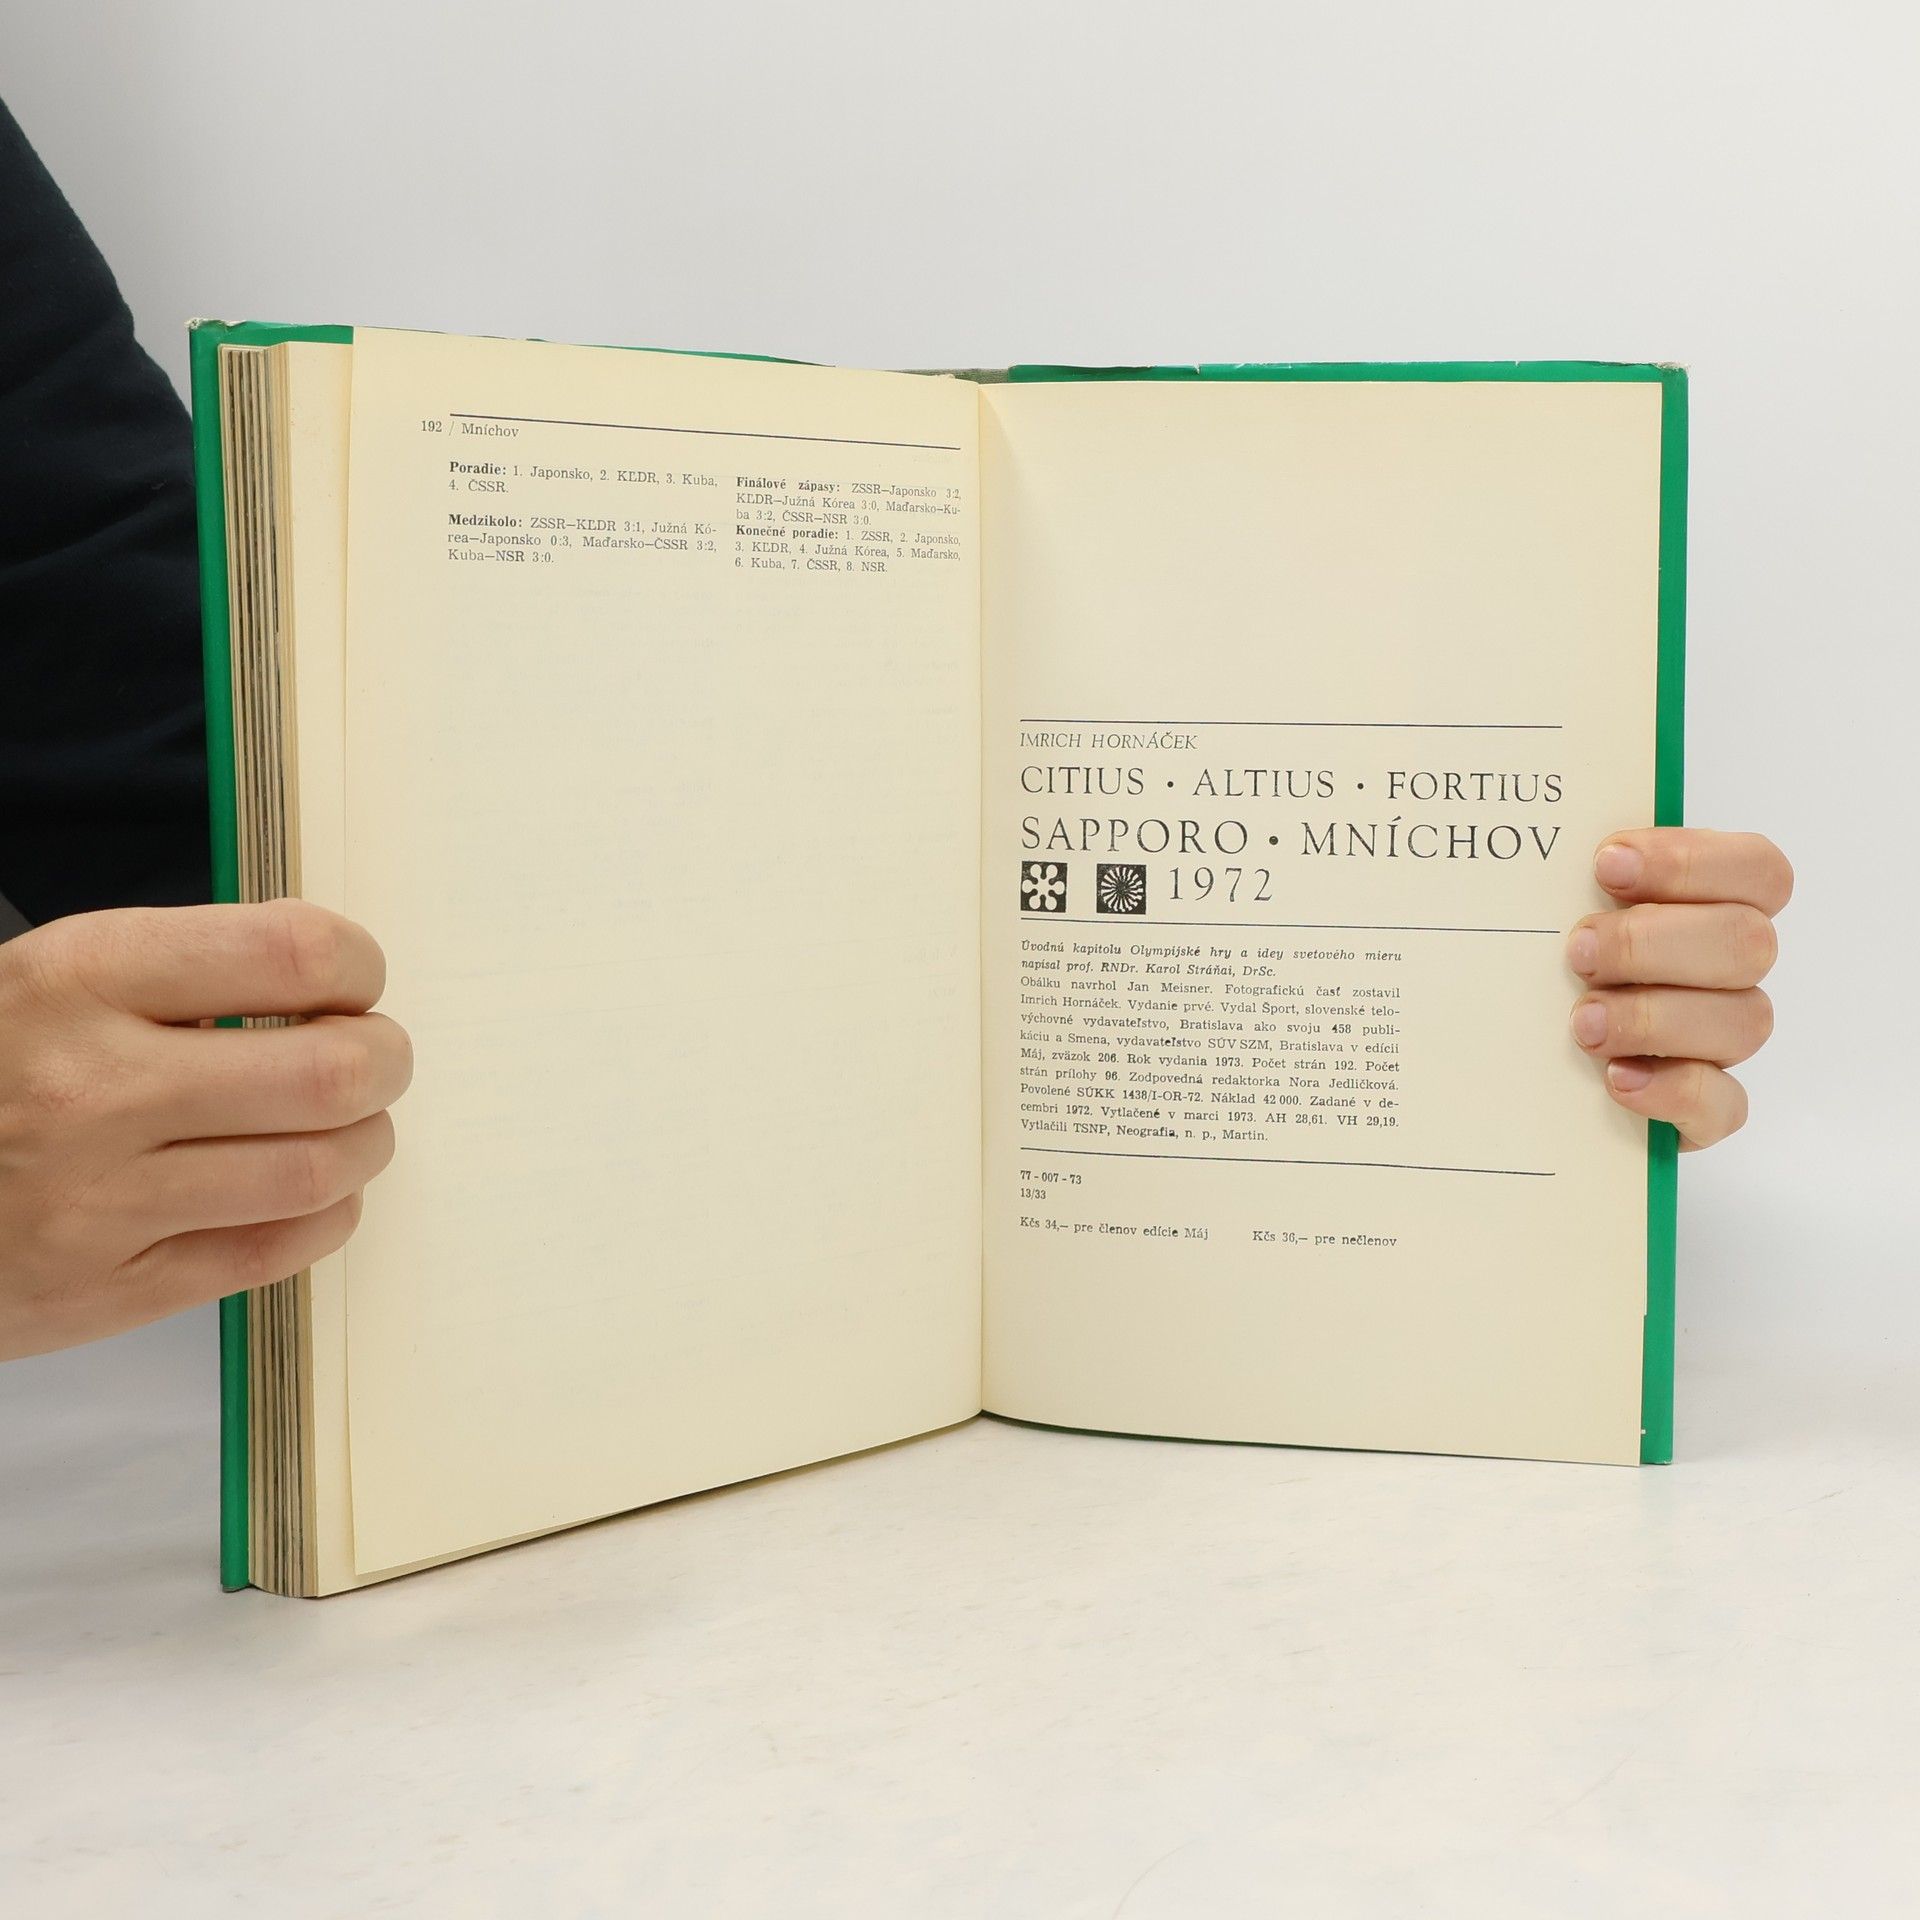 192 / Mníchov
Poradie: 1. Japonsko, 2. KĽDR, 3. Kuba,
4. ČSSR.
Medzikolo: ZSSR—KĽDR 3:1, Južná Kó-
rea—Japonsko 0:3, Maďarsko—ČSSR 3:2,
Kuba—NSR 3:0.
Finálové zápasy: ZSSR—Japonsko 3:2,
KĽDR—Južná Kórea 3:0, Maďarsko—Ku-
ba 3:2, ČSSR—NSR 3:0.
Konečné poradie: 1. ZSSR, 2. Japonsko,
3. KĽDR, 4. Južná Kórea, 5. Maďarsko,
6. Kuba, 7. ČSSR, 8. NSR.
IMRICH HORNÁČEK
CITIUS • ALTIUS • FORTIUS
SAPPORO • MNÍCHOV
1972
Úvodnú kapitolu Olympijské hry a idey svetového mieru
napísal prof. RNDr. Karol Stráňai, DrSc.
Obálku navrhol Jan Meisner. Fotografickú časť zostavil
Imrich Hornáček. Vydanie prvé. Vydal Šport, slovenské telo-
výchovné vydavateľstvo, Bratislava ako svoju 458 publi-
káciu a Smena, vydavateľstvo SÚV SZM, Bratislava v edícii
Máj, zväzok 206. Rok vydania 1973. Počet strán 192. Počet
strán prílohy 96. Zodpovedná redaktorka Nora Jedličková.
Povolené SÚKK 1438/I-OR-72. Náklad 42 000. Zadané v de-
cembri 1972. Vytlačené v marci 1973. AH 28,61. VH 29,19.
Vytlačili TSNP, Neografia, n. p., Martin.
77 - 007 - 73
13/33
Kčs 34,— pre členov edície Máj Kčs 36,— pre nečlenov